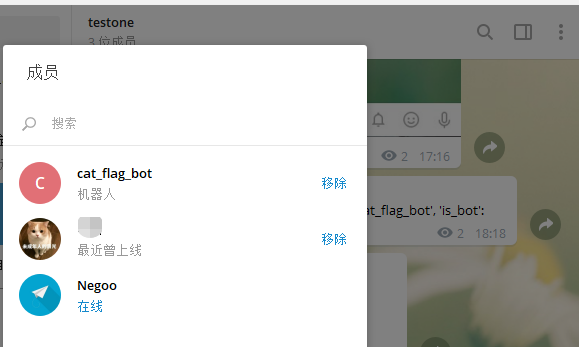 testone
3 位成员
成员
搜索
2 17:16
C
cat_flag_bot
移除
机器人
at_flag_bot', 'is_bot':
移除
2 18:18
最近曾上线
Negoo
在线